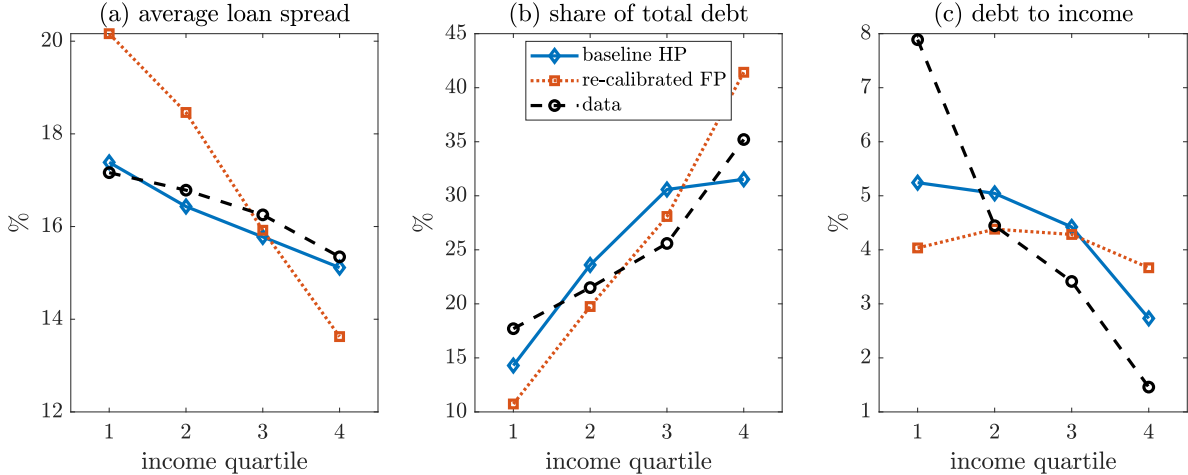 (a) average loan spread
20
18
16
14
12
%
1 2 3 4
income quartile
(b) share of total debt
45
40
35
30
25
20
15
10
%
baseline HP
re-calibrated FP
data
1 2 3 4
income quartile
(c) debt to income
8
7
6
5
4
3
2
1
%
1 2 3 4
income quartile